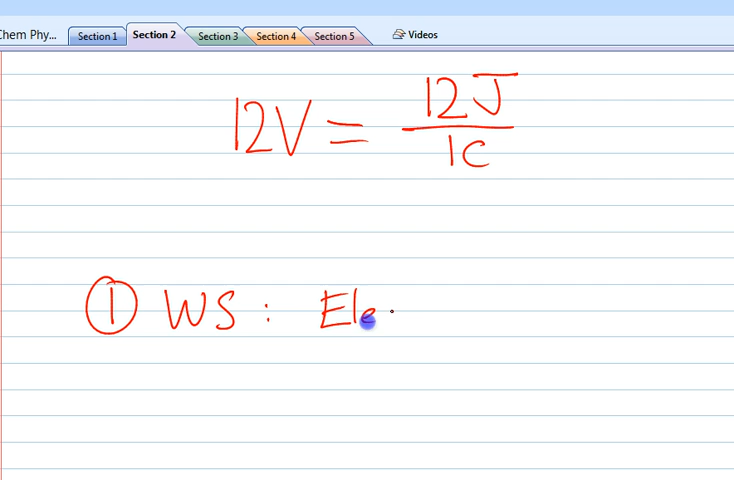 Chem Phy... Section 1 Section 2 Section 3 Section 4 Section 5 Videos
12V = 12J / 1C
① WS: Ele